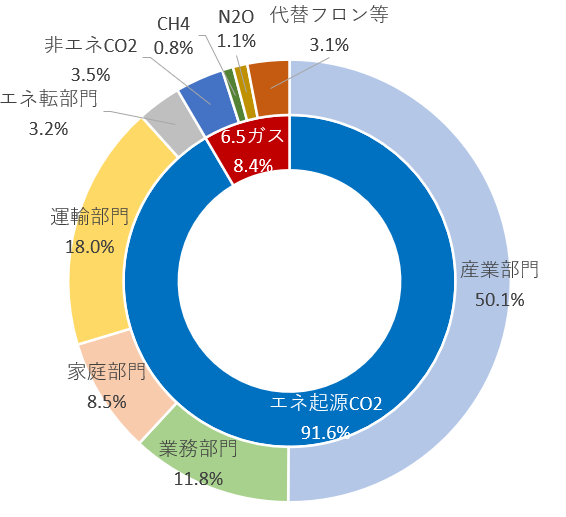 CH4
0.8%
N2O
1.1%
代替フロン等
3.1%
非エネCO2
3.5%
エネ転部門
3.2%
6.5ガス
8.4%
運輸部門
18.0%
産業部門
50.1%
家庭部門
8.5%
エネ起源CO2
91.6%
業務部門
11.8%